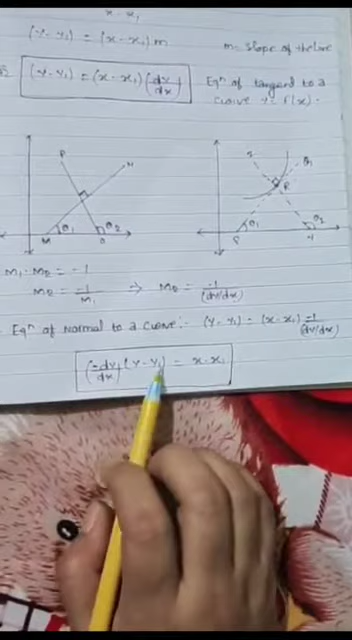 x - x₁
(y - y₁) = (x - x₁) m
m = Slope of the line
(y - y₁) = (x - x₁) (dy/dx)
Eqⁿ of tangend to a
curve y = f(x).
P
N
M θ₁ θ₂
θ₁ θ₂
R
P
m₁ · m₂ = -1
m₂ = -1/m₁ ⇒ m₂ = -1/(dy/dx)
Eqⁿ of Normal to a curve:- (y - y₁) = (x - x₁) -1/(dy/dx)
(-dy/dx) (y - y₁) = x - x₁